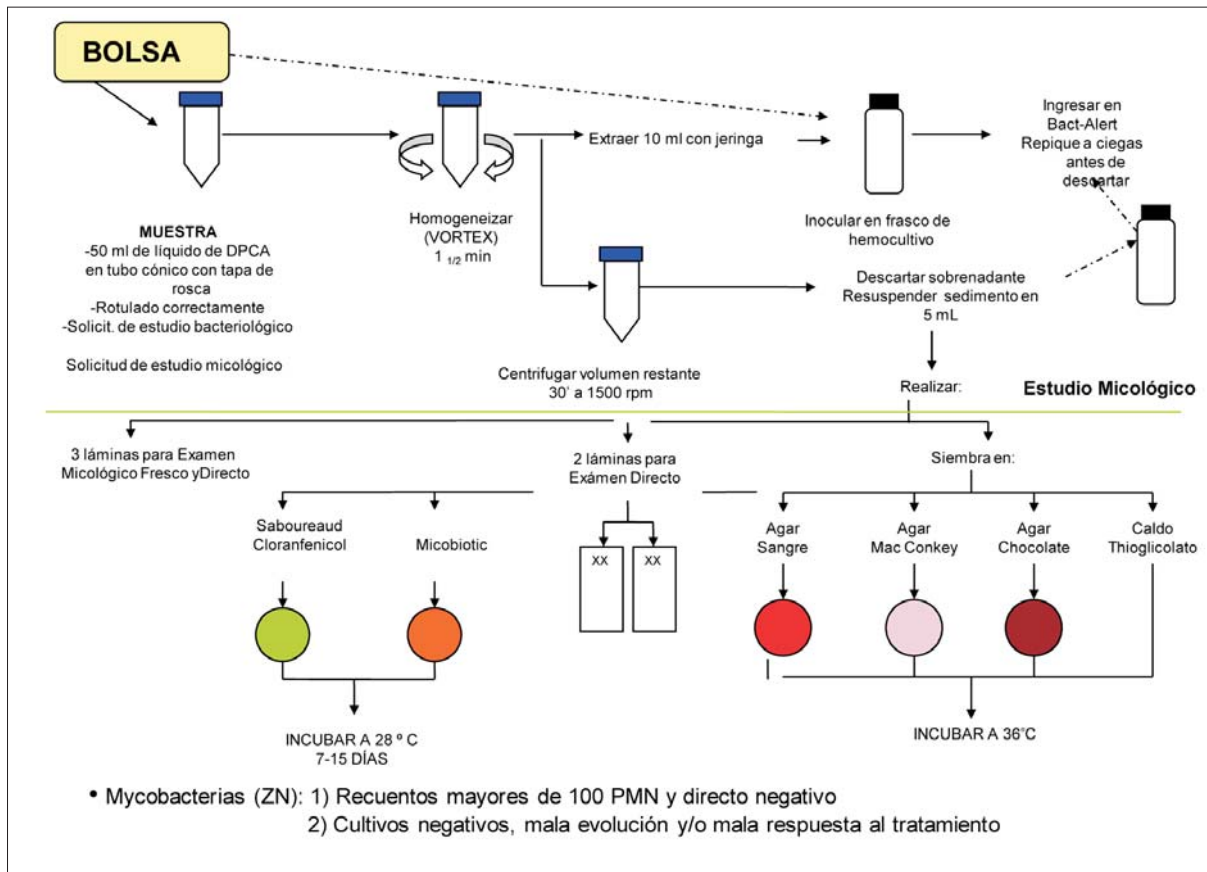 BOLSA
MUESTRA
-50 ml de líquido de DPCA
en tubo cónico con tapa de
rosca
-Rotulado correctamente
-Solicit. de estudio bacteriológico
Solicitud de estudio micológico
Homogeneizar
(VORTEX)
1 1/2 min
Extraer 10 ml con jeringa
Inocular en frasco de
hemocultivo
Ingresar en
Bact-Alert
Repique a ciegas
antes de
descartar
Centrifugar volumen restante
30' a 1500 rpm
Descartar sobrenadante
Resuspender sedimento en
5 mL
Realizar:
Estudio Micológico
3 láminas para Examen
Micológico Fresco yDirecto
2 láminas para
Exámen Directo
Siembra en:
Saboureaud
Cloranfenicol
Micobiotic
XX
XX
Agar
Sangre
Agar
Mac Conkey
Agar
Chocolate
Caldo
Thioglicolato
INCUBAR A 28 º C
7-15 DÍAS
INCUBAR A 36°C
• Mycobacterias (ZN): 1) Recuentos mayores de 100 PMN y directo negativo
2) Cultivos negativos, mala evolución y/o mala respuesta al tratamiento